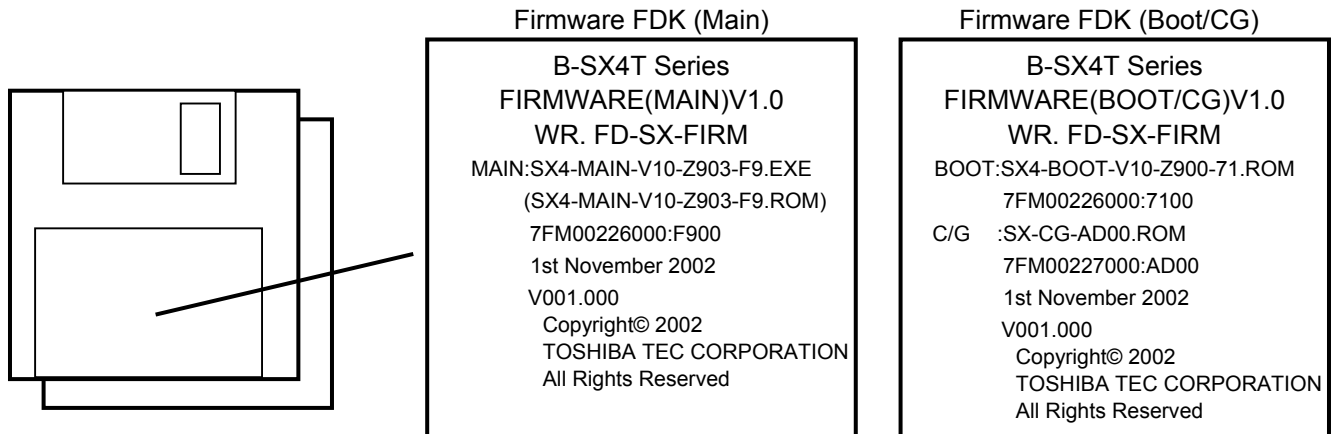 Firmware FDK (Main)
B-SX4T Series
FIRMWARE(MAIN)V1.0
WR. FD-SX-FIRM
MAIN:SX4-MAIN-V10-Z903-F9.EXE
(SX4-MAIN-V10-Z903-F9.ROM)
7FM00226000:F900
1st November 2002
V001.000
Copyright© 2002
TOSHIBA TEC CORPORATION
All Rights Reserved
Firmware FDK (Boot/CG)
B-SX4T Series
FIRMWARE(BOOT/CG)V1.0
WR. FD-SX-FIRM
BOOT:SX4-BOOT-V10-Z900-71.ROM
7FM00226000:7100
C/G :SX-CG-AD00.ROM
7FM00227000:AD00
1st November 2002
V001.000
Copyright© 2002
TOSHIBA TEC CORPORATION
All Rights Reserved